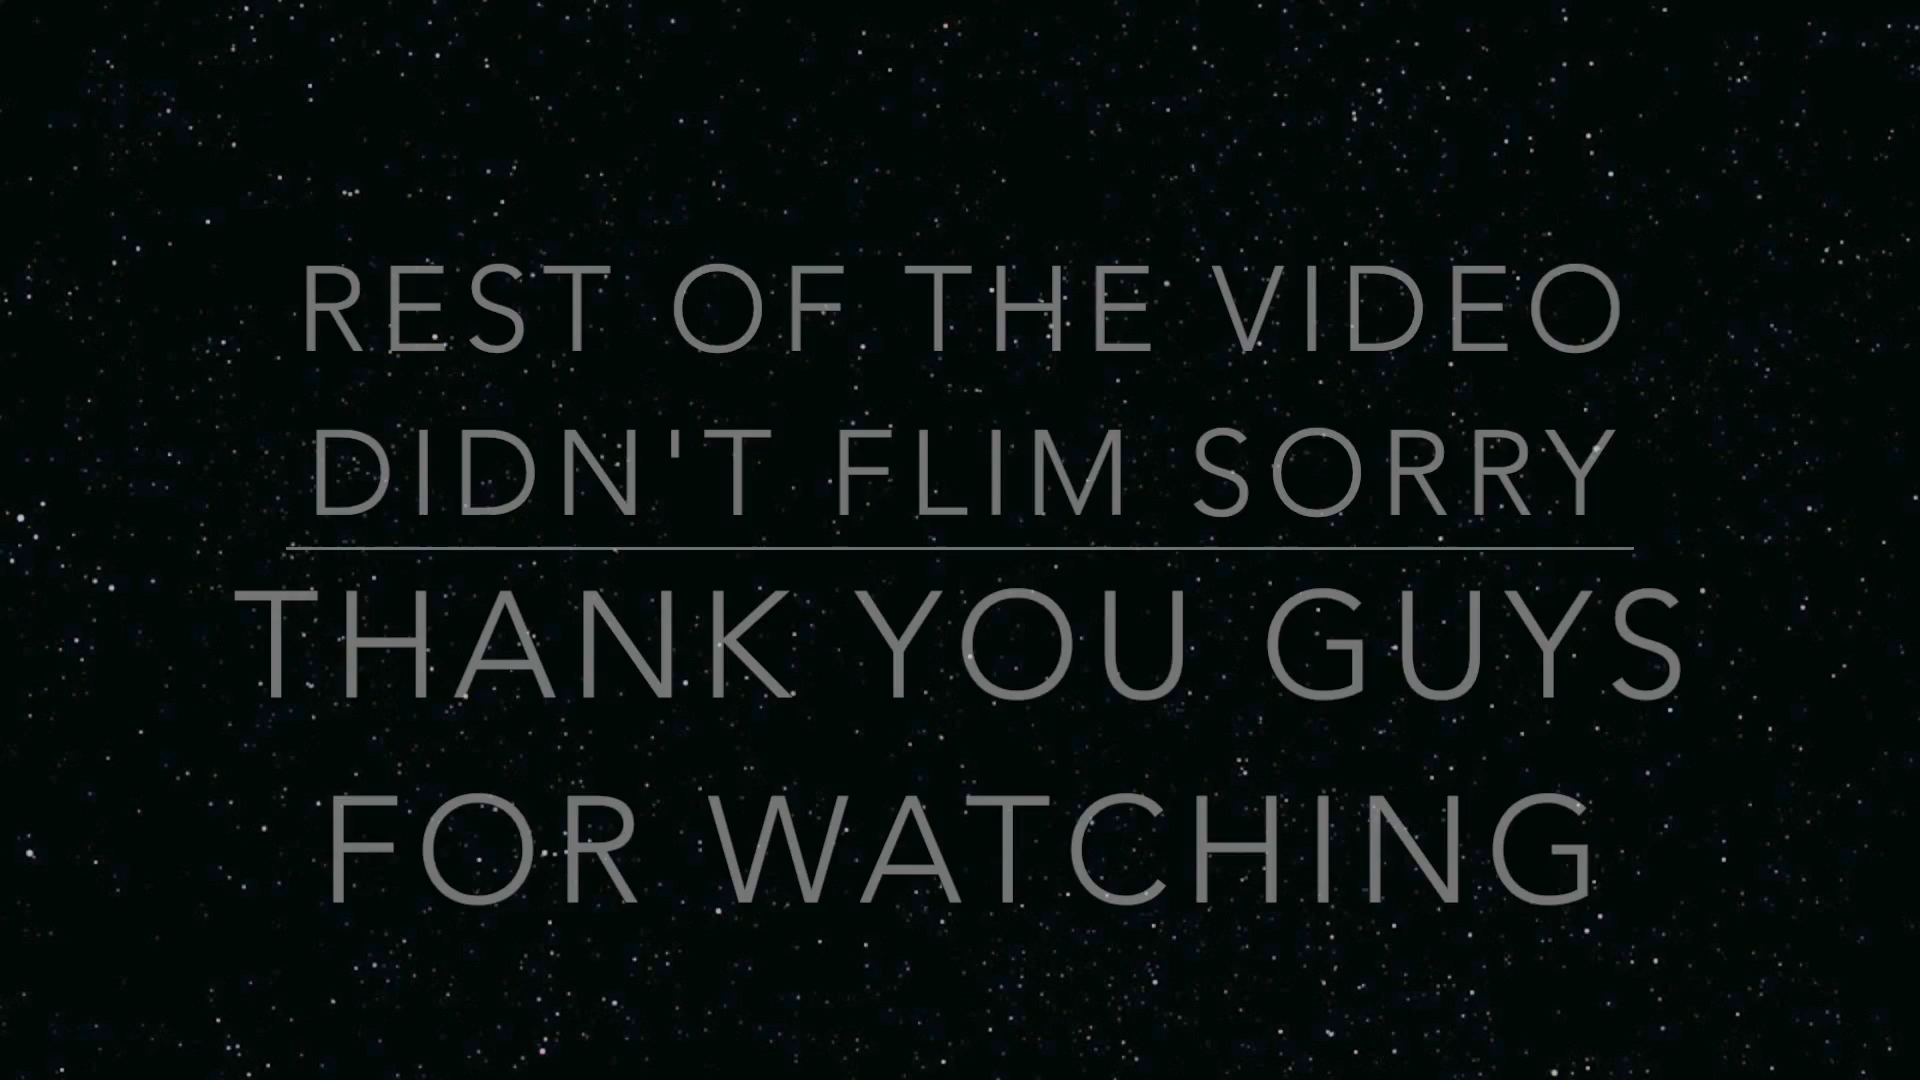 REST OF THE VIDEO
DIDN'T FLIM SORRY
THANK YOU GUYS
FOR WATCHING